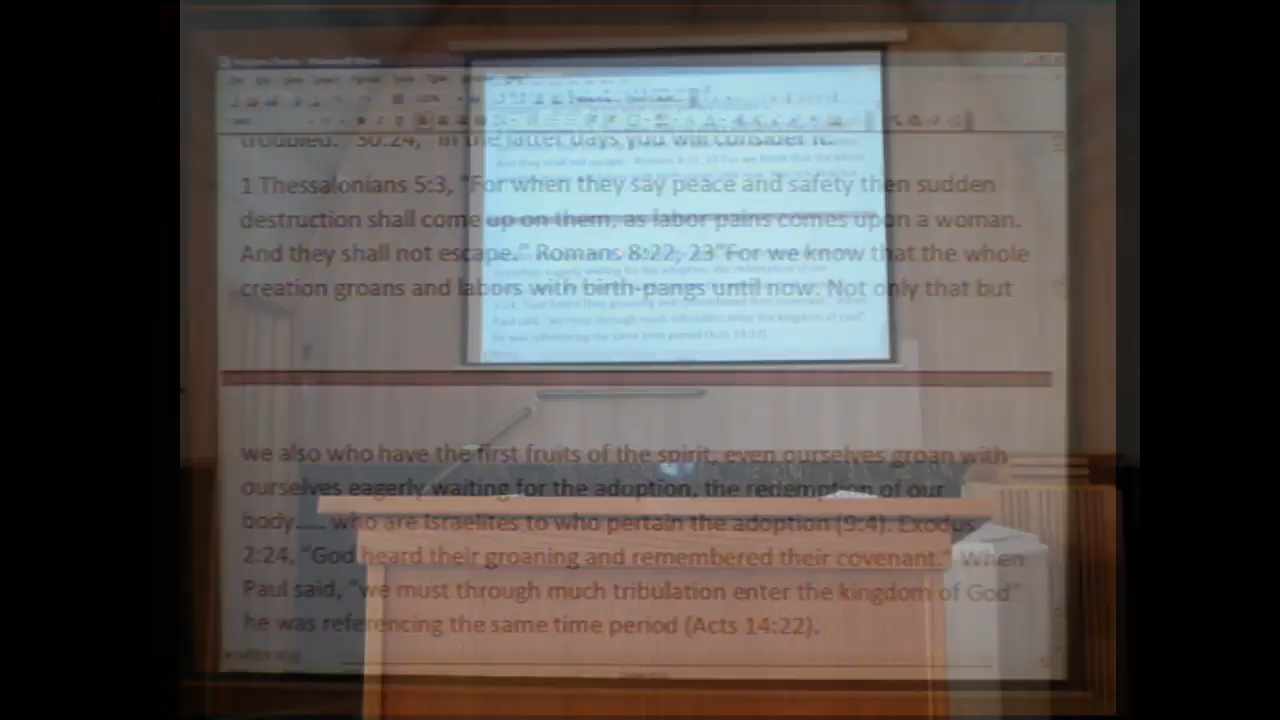 troubled." 30:24, "in the latter days you will consider it."
1 Thessalonians 5:3, "For when they say peace and safety then sudden
destruction shall come up on them, as labor pains comes upon a woman.
And they shall not escape." Romans 8:22, 23"For we know that the whole
creation groans and labors with birth-pangs until now. Not only that but
we also who have the first fruits of the spirit, even ourselves groan with
ourselves eagerly waiting for the adoption, the redemption of our
body.__ who are Israelites to who pertain the adoption (9:4). Exodus
2:24, "God heard their groaning and remembered their covenant." When
Paul said, "we must through much tribulation enter the kingdom of God"
he was referencing the same time period (Acts 14:22).